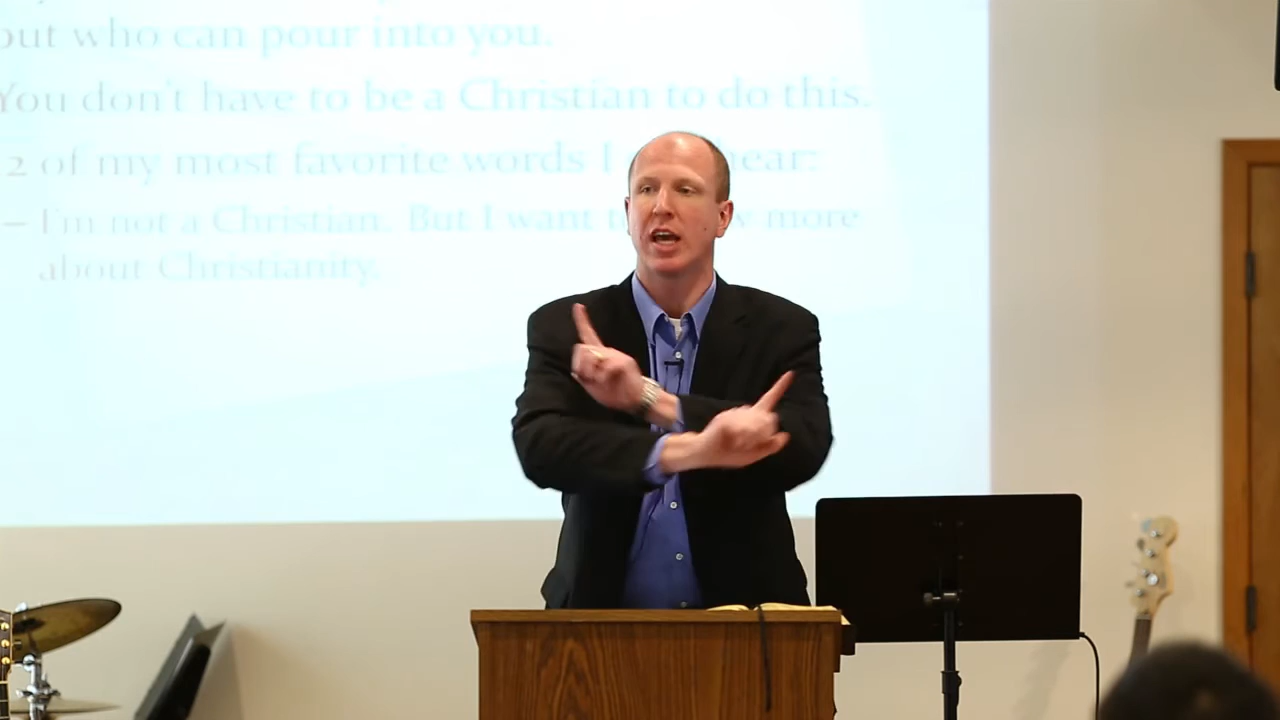 but who can pour into you.
You don't have to be a Christian to do this.
2 of my most favorite words I hear:
– I'm not a Christian. But I want more
about Christianity.